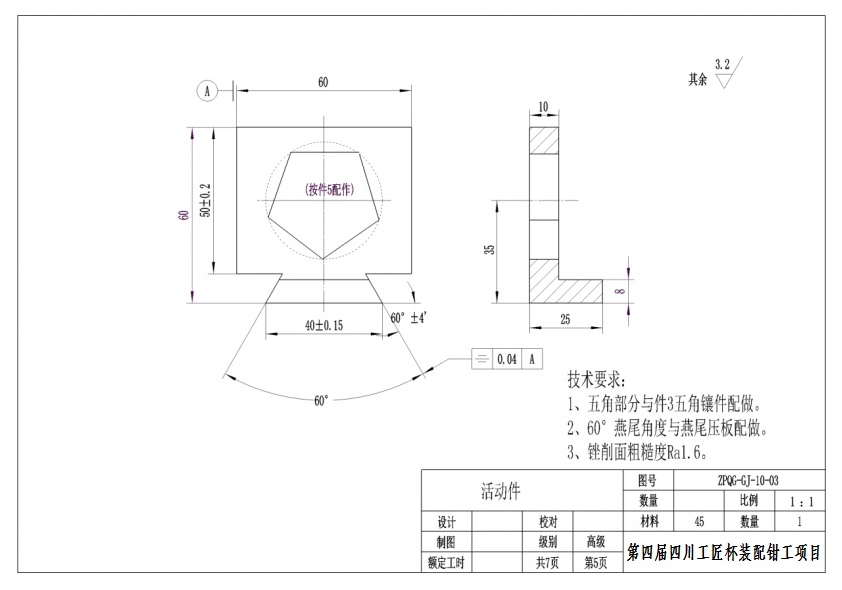 3.2
其余
A
60
10
(按件5配作)
60
50±0.2
35
8
60°±4'
40±0.15
25
0.04 A
60°
技术要求：
1、五角部分与件3五角镶件配做。
2、60°燕尾角度与燕尾压板配做。
3、锉削面粗糙度Ra1.6。
活动件 图号 ZPQG-GJ-10-03
数量 比例 1：1
设计 校对 材料 45 数量 1
制图 级别 高级
第四届四川工匠杯装配钳工项目
额定工时 共7页 第5页